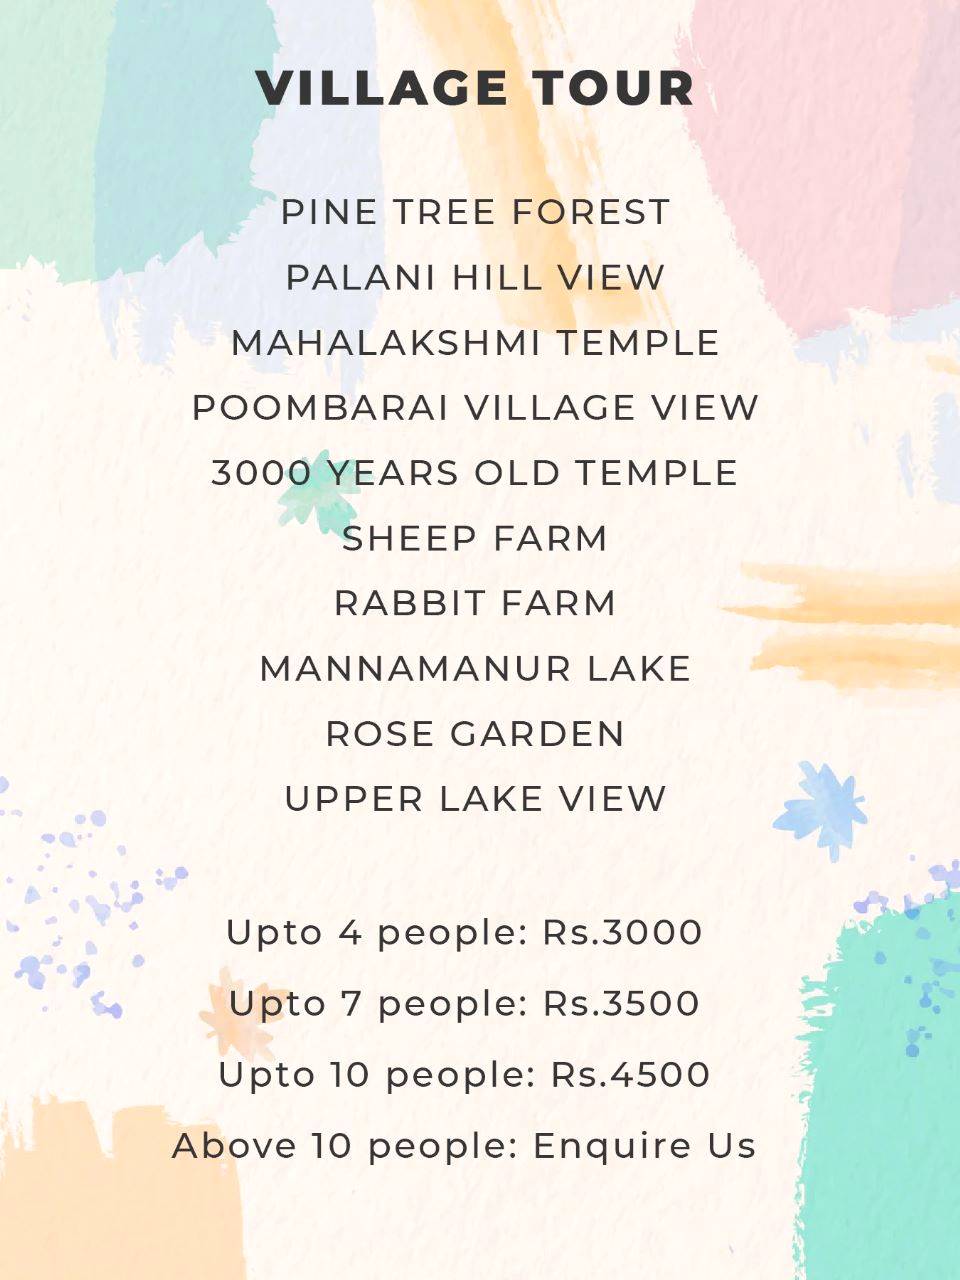 VILLAGE TOUR
PINE TREE FOREST
PALANI HILL VIEW
MAHALAKSHMI TEMPLE
POOMBARAI VILLAGE VIEW
3000 YEARS OLD TEMPLE
SHEEP FARM
RABBIT FARM
MANNAMANUR LAKE
ROSE GARDEN
UPPER LAKE VIEW
Upto 4 people: Rs.3000
Upto 7 people: Rs.3500
Upto 10 people: Rs.4500
Above 10 people: Enquire Us